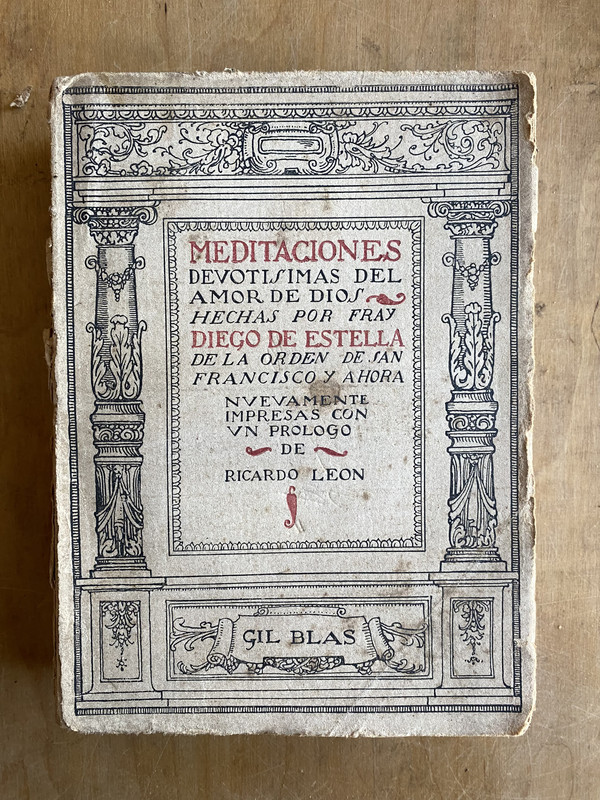 MEDITACIONES
DEVOTISIMAS DEL
AMOR DE DIOS
HECHAS POR FRAY
DIEGO DE ESTELLA
DE LA ORDEN DE SAN
FRANCISCO Y AHORA
NVEVAMENTE
IMPRESAS CON
VN PROLOGO
DE
RICARDO LEON
GIL BLAS